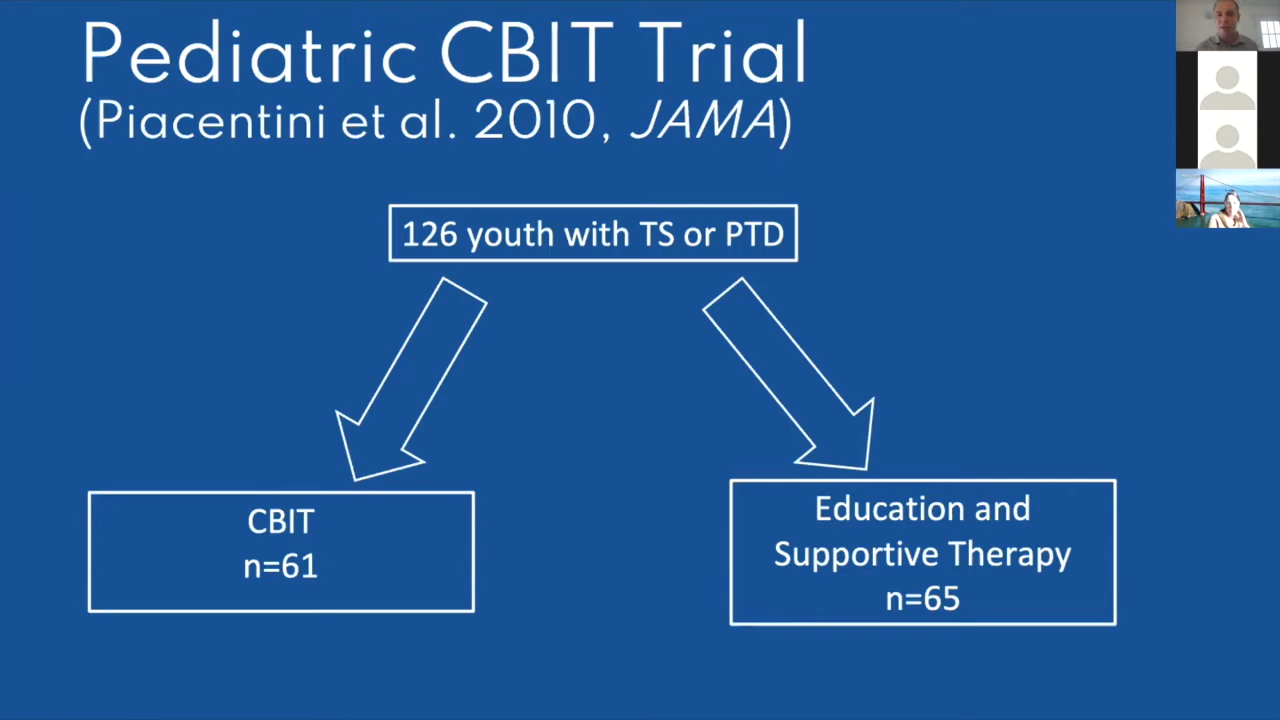 Pediatric CBIT Trial
(Piacentini et al. 2010, JAMA)
126 youth with TS or PTD
CBIT
n=61
Education and
Supportive Therapy
n=65